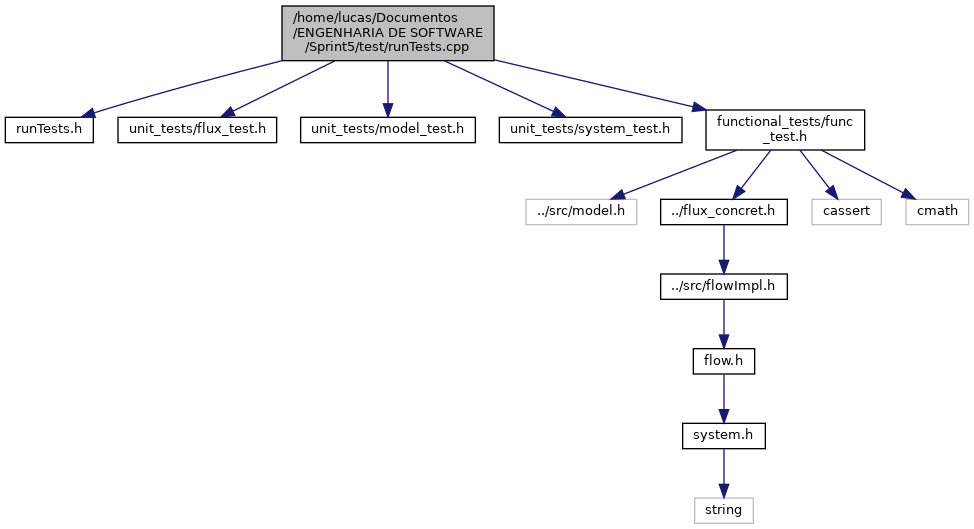 /home/lucas/Documentos
/ENGENHARIA DE SOFTWARE
/Sprint5/test/runTests.cpp
runTests.h
unit_tests/flux_test.h
unit_tests/model_test.h
unit_tests/system_test.h
functional_tests/func
_test.h
../src/model.h
../flux_concret.h
cassert
cmath
../src/flowImpl.h
flow.h
system.h
string